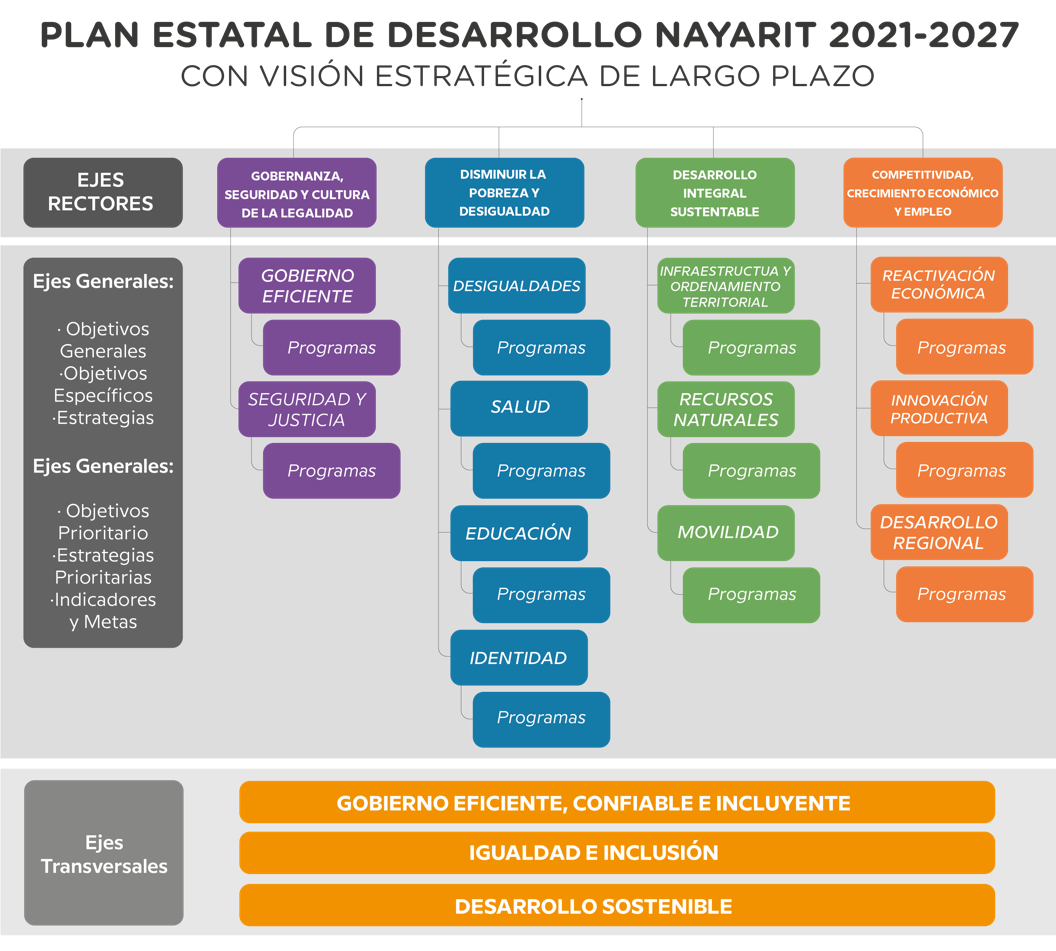 PLAN ESTATAL DE DESARROLLO NAYARIT 2021-2027
CON VISIÓN ESTRATÉGICA DE LARGO PLAZO
EJES
RECTORES
GOBERNANZA,
SEGURIDAD Y CULTURA
DE LA LEGALIDAD
DISMINUIR LA
POBREZA Y
DESIGUALDAD
DESARROLLO
INTEGRAL
SUSTENTABLE
COMPETITIVIDAD,
CRECIMIENTO ECONÓMICO
Y EMPLEO
Ejes Generales:
· Objetivos
Generales
·Objetivos
Específicos
·Estrategias
Ejes Generales:
· Objetivos
Prioritario
·Estrategias
Prioritarias
·Indicadores
y Metas
GOBIERNO
EFICIENTE
Programas
SEGURIDAD Y
JUSTICIA
Programas
DESIGUALDADES
Programas
SALUD
Programas
EDUCACIÓN
Programas
IDENTIDAD
Programas
INFRAESTRUCTUA Y
ORDENAMIENTO
TERRITORIAL
Programas
RECURSOS
NATURALES
Programas
MOVILIDAD
Programas
REACTIVACIÓN
ECONÓMICA
Programas
INNOVACIÓN
PRODUCTIVA
Programas
DESARROLLO
REGIONAL
Programas
Ejes
Transversales
GOBIERNO EFICIENTE, CONFIABLE E INCLUYENTE
IGUALDAD E INCLUSIÓN
DESARROLLO SOSTENIBLE